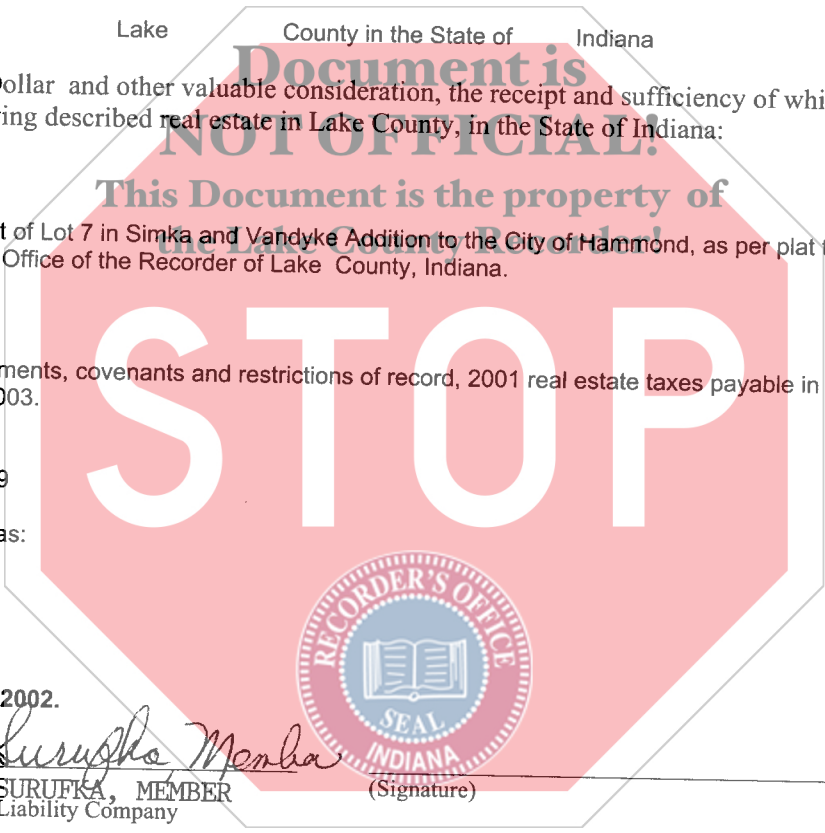 Lake County in the State of Indiana
Document is
ollar and other valuable consideration, the receipt and sufficiency of whi
ing described real estate in Lake County, in the State of Indiana:
NOT OFFICIAL!
This Document is the property of
the Lake County Recorder!
t of Lot 7 in Simka and Vandyke Addition to the City of Hammond, as per plat t
Office of the Recorder of Lake County, Indiana.
STOP
ments, covenants and restrictions of record, 2001 real estate taxes payable in
003.
9
as:
RECORDER'S OFFICE
SEAL
INDIANA
2002.
Surufka Member
SURUFKA, MEMBER
(Signature)
Liability Company